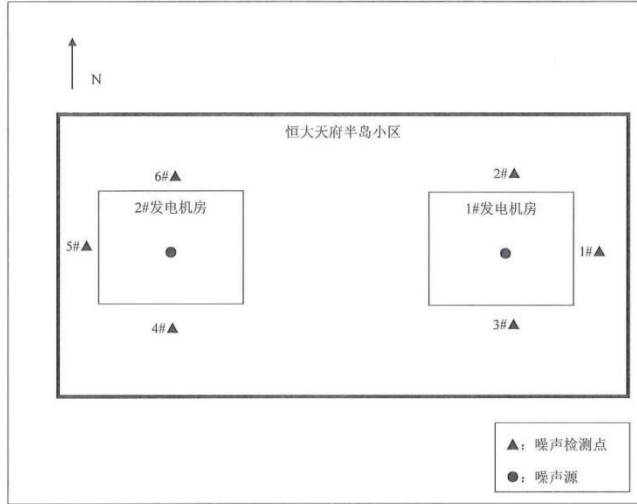 N
恒大天府半岛小区
6#▲
2#▲
2#发电机房
1#发电机房
5#▲
1#▲
4#▲
3#▲
▲：噪声检测点
●：噪声源